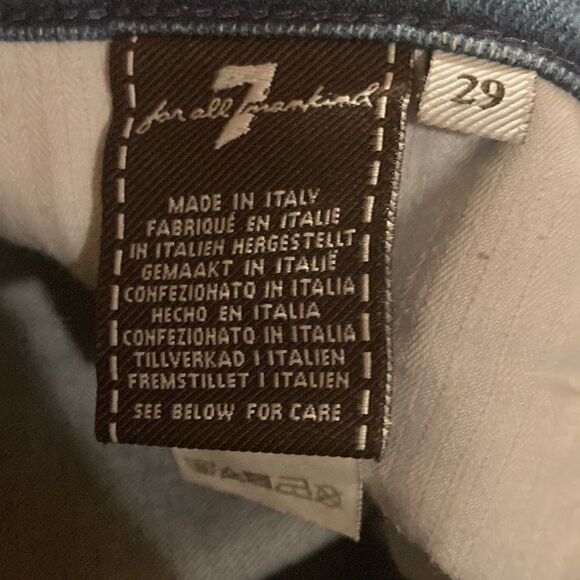 7
for all mankind
29
MADE IN ITALY
FABRIQUÉ EN ITALIE
IN ITALIEN HERGESTELLT
GEMAAKT IN ITALIË
CONFEZIONATO IN ITALIA
HECHO EN ITALIA
CONFEZIONATO IN ITALIA
TILLVERKAD I ITALIEN
FREMSTILLET I ITALIEN
SEE BELOW FOR CARE